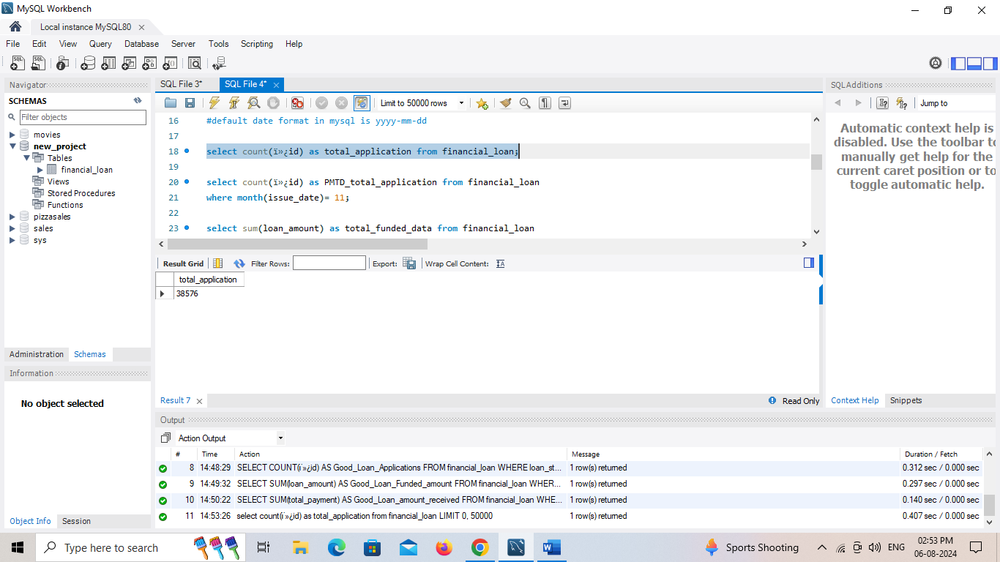 MySQL Workbench
Local instance MySQL80
File Edit View Query Database Server Tools Scripting Help
Navigator
SCHEMAS
Filter objects
movies
new_project
Tables
financial_loan
Views
Stored Procedures
Functions
pizzasales
sales
sys
Administration Schemas
Information
No object selected
Object Info Session
SQL File 3* SQL File 4*
Limit to 50000 rows
16 #default date format in mysql is yyyy-mm-dd
17
18 select count(ï»¿id) as total_application from financial_loan;
19
20 select count(ï»¿id) as PMTD_total_application from financial_loan
21 where month(issue_date)= 11;
22
23 select sum(loan_amount) as total_funded_data from financial_loan
Result Grid Filter Rows: Export: Wrap Cell Content:
total_application
38576
Result 7 Read Only
SQLAdditions
Jump to
Automatic context help is
disabled. Use the toolbar to
manually get help for the
current caret position or to
toggle automatic help.
Context Help Snippets
Output
Action Output
# Time Action Message Duration / Fetch
8 14:48:29 SELECT COUNT(ï»¿id) AS Good_Loan_Applications FROM financial_loan WHERE loan_st... 1 row(s) returned 0.312 sec / 0.000 sec
9 14:49:32 SELECT SUM(loan_amount) AS Good_Loan_Funded_amount FROM financial_loan WHER... 1 row(s) returned 0.297 sec / 0.000 sec
10 14:50:22 SELECT SUM(total_payment) AS Good_Loan_amount_received FROM financial_loan WHE... 1 row(s) returned 0.140 sec / 0.000 sec
11 14:53:26 select count(ï»¿id) as total_application from financial_loan LIMIT 0, 50000 1 row(s) returned 0.407 sec / 0.000 sec
Type here to search
Sports Shooting
ENG
02:53 PM
06-08-2024